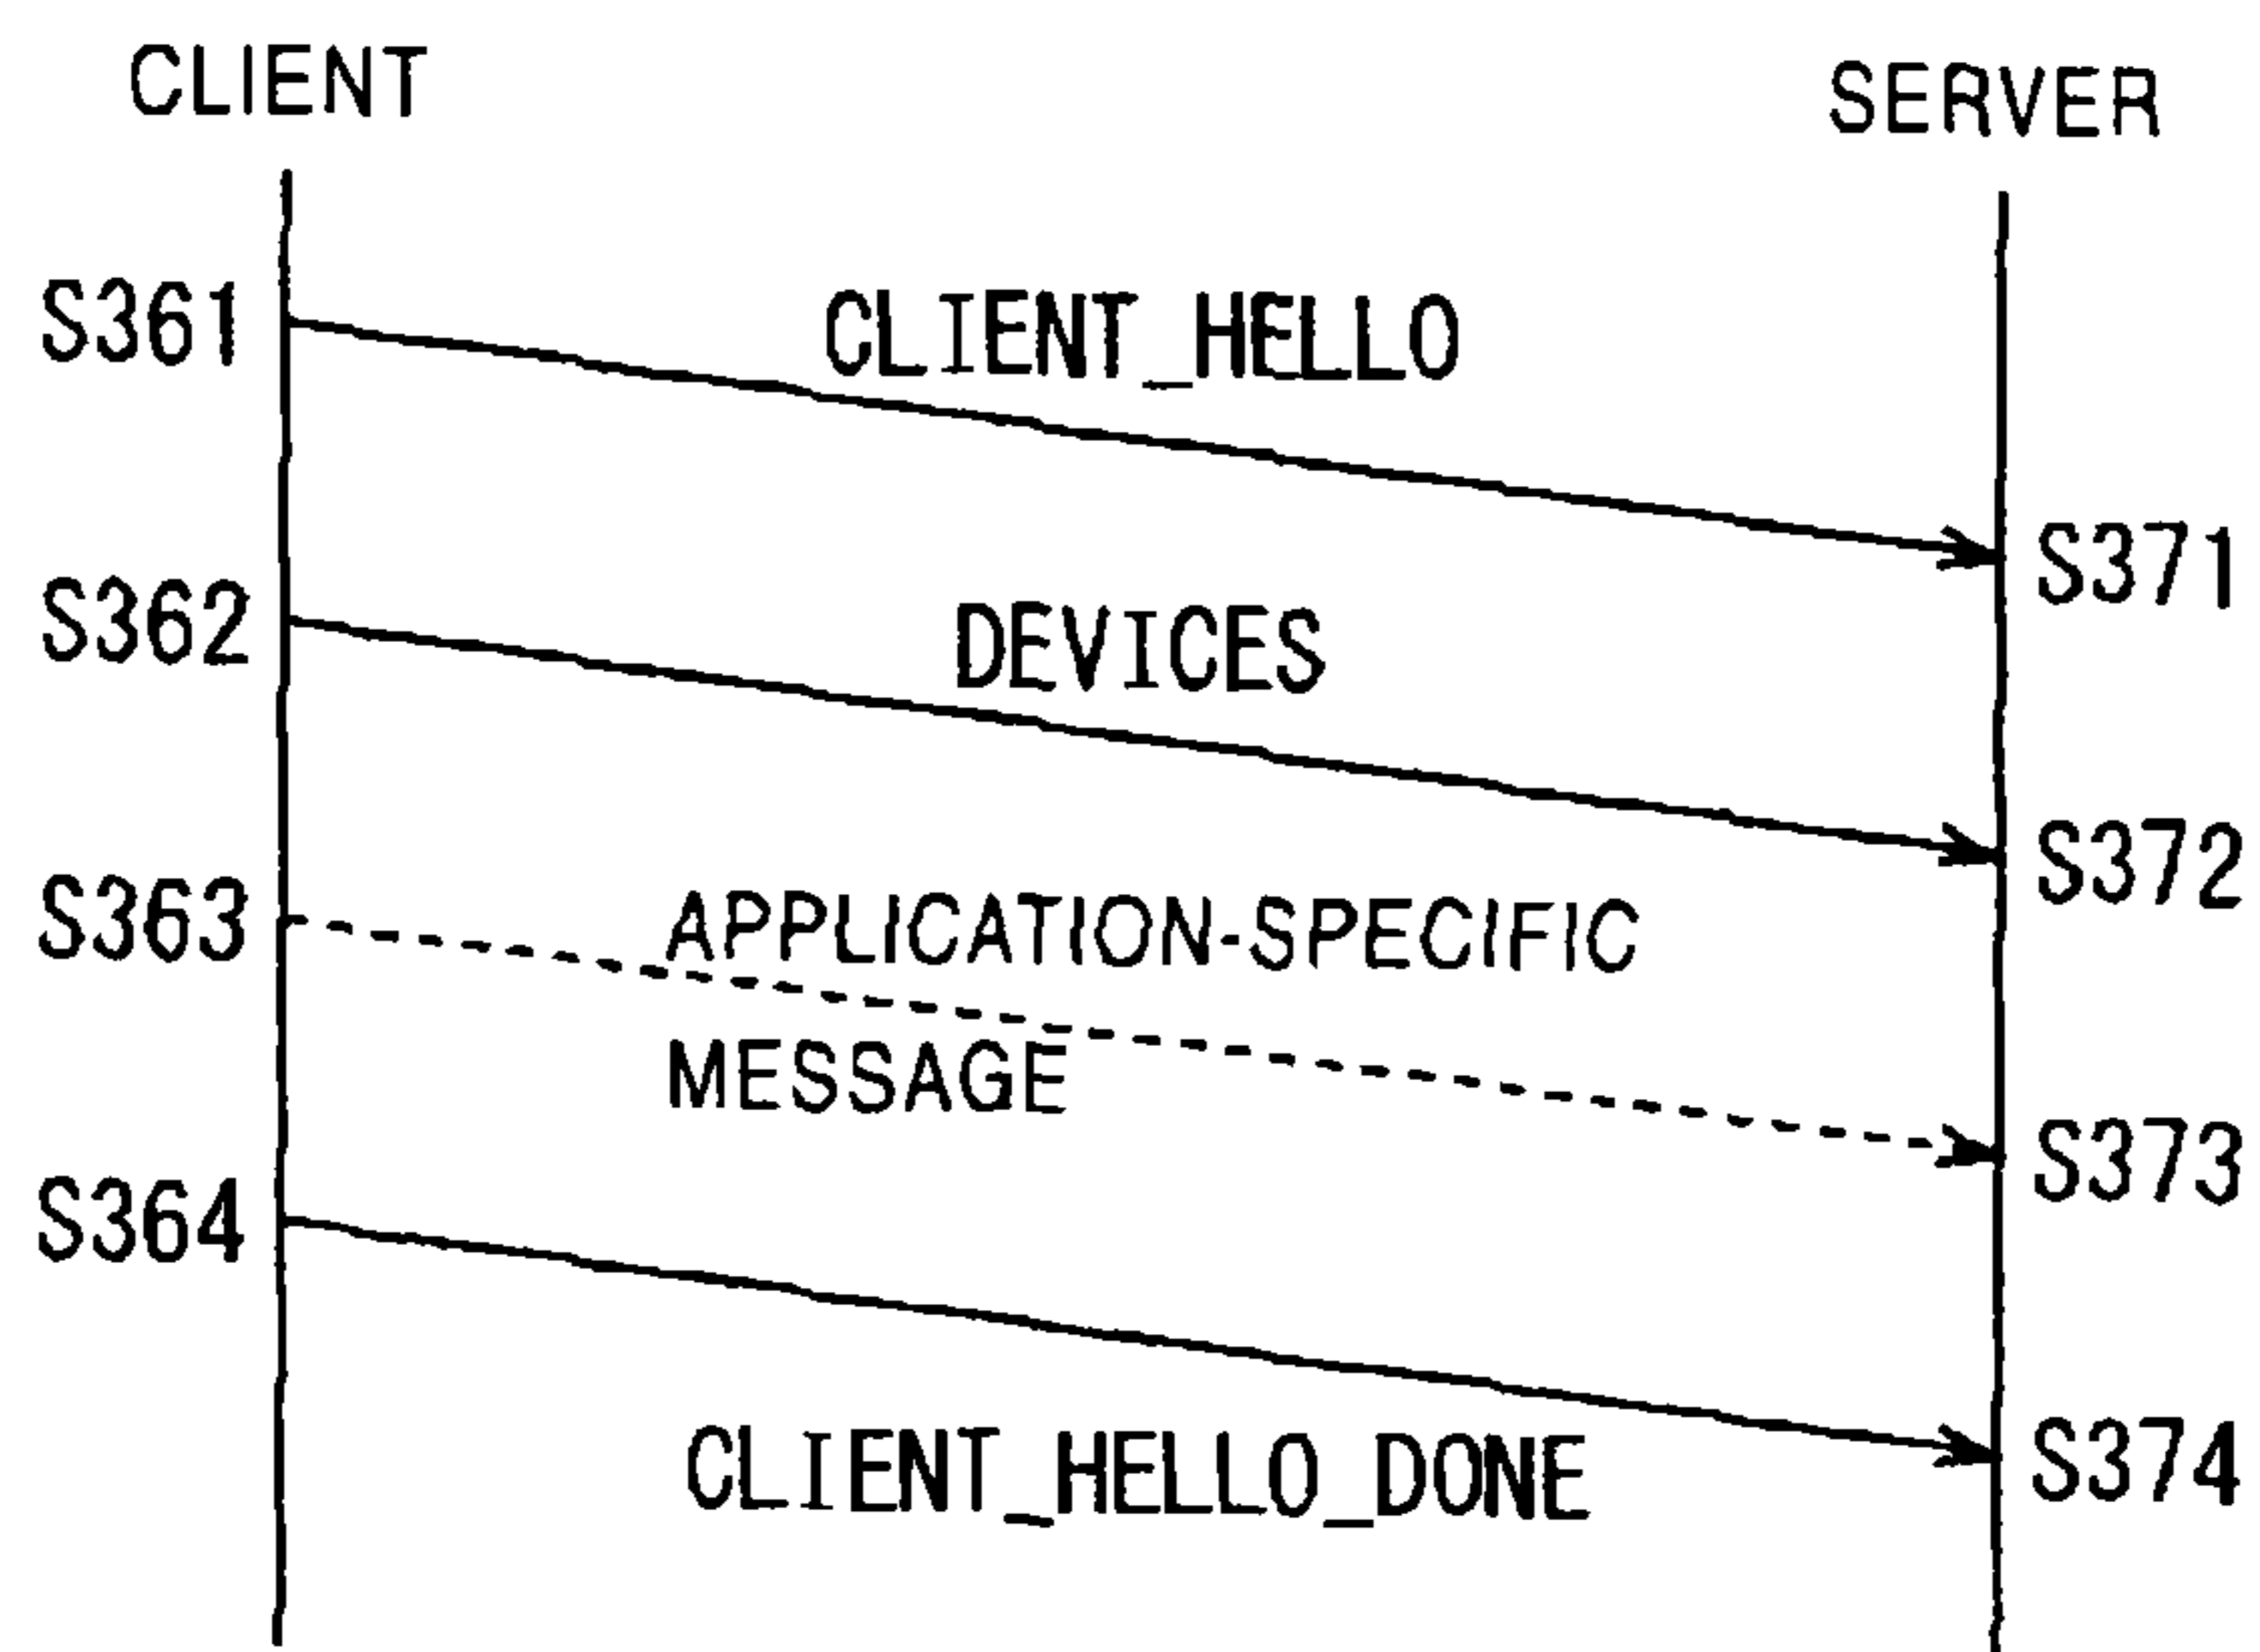 CLIENT
SERVER
S361
CLIENT_HELLO
S371
S362
DEVICES
S372
S363
APPLICATION-SPECIFIC
MESSAGE
S373
S364
CLIENT_HELLO_DONE
S374